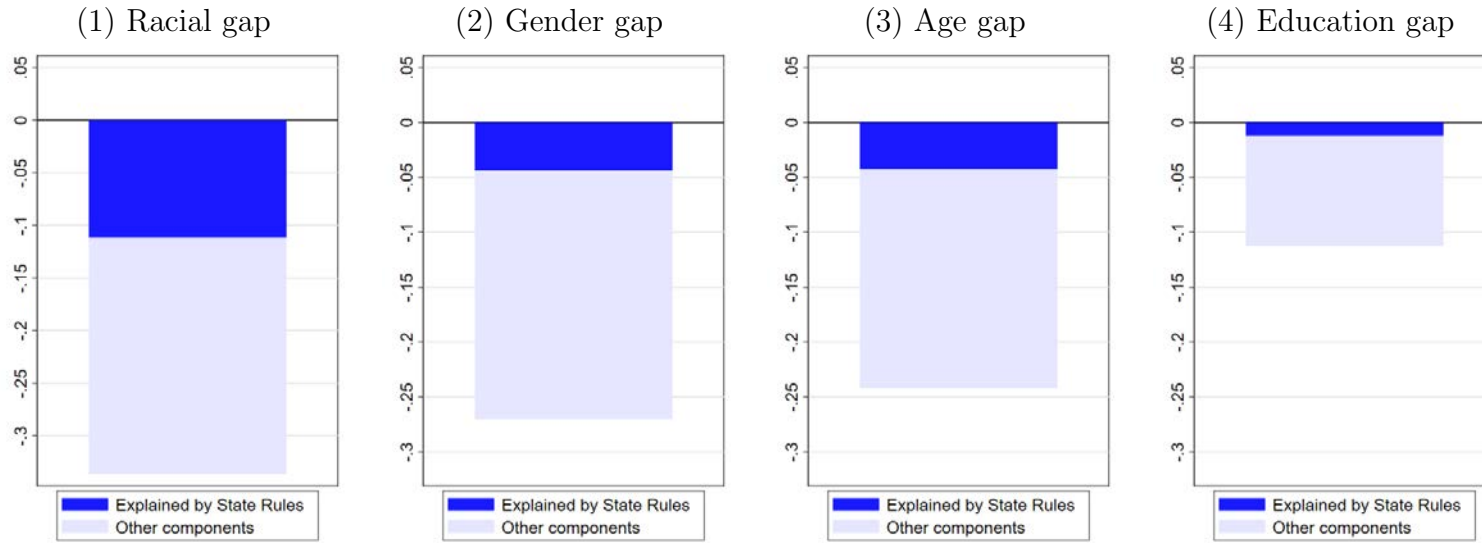 (1) Racial gap
.05
0
-.05
-.1
-.15
-.2
-.25
-.3
Explained by State Rules
Other components
(2) Gender gap
.05
0
-.05
-.1
-.15
-.2
-.25
-.3
Explained by State Rules
Other components
(3) Age gap
.05
0
-.05
-.1
-.15
-.2
-.25
-.3
Explained by State Rules
Other components
(4) Education gap
.05
0
-.05
-.1
-.15
-.2
-.25
-.3
Explained by State Rules
Other components